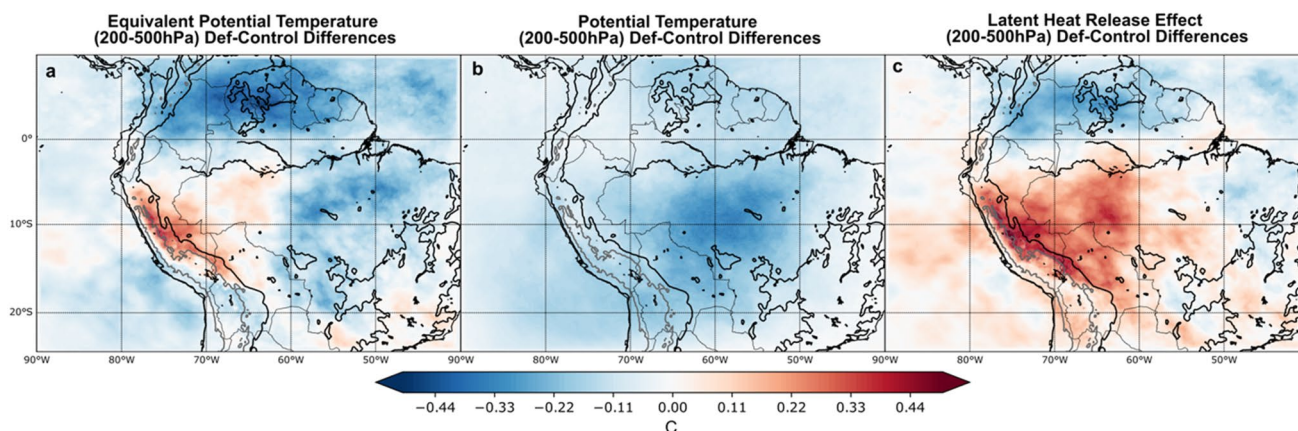 Equivalent Potential Temperature
(200-500hPa) Def-Control Differences
Potential Temperature
(200-500hPa) Def-Control Differences
Latent Heat Release Effect
(200-500hPa) Def-Control Differences
a
b
c
0°
10°S
20°S
90°W
80°W
70°W
60°W
50°W
90°W
80°W
70°W
60°W
50°W
90°W
80°W
70°W
60°W
50°W
−0.44
−0.33
−0.22
−0.11
0.00
0.11
0.22
0.33
0.44
C